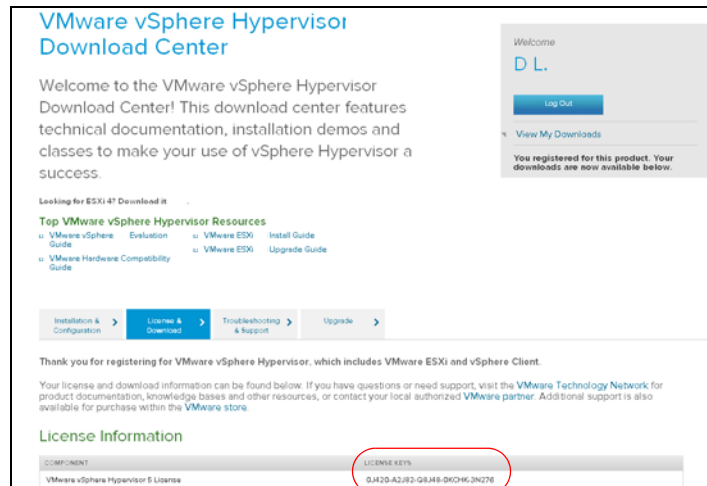 VMware vSphere Hypervisor
Download Center
Welcome
D L.
Welcome to the VMware vSphere Hypervisor
Download Center! This download center features
technical documentation, installation demos and
classes to make your use of vSphere Hypervisor a
success.
Log Out
View My Downloads
You registered for this product. Your
downloads are now available below.
Looking for ESXi 4? Download it .
Top VMware vSphere Hypervisor Resources
VMware vSphere Evaluation
Guide
VMware Hardware Compatibility
Guide
VMware ESXi Install Guide
VMware ESXi Upgrade Guide
Installation &
Configuration
License &
Download
Troubleshooting
& Support
Upgrade
Thank you for registering for VMware vSphere Hypervisor, which includes VMware ESXi and vSphere Client.
Your license and download information can be found below. If you have questions or need support, visit the VMware Technology Network for
product documentation, knowledge bases and other resources, or contact your local authorized VMware partner. Additional support is also
available for purchase within the VMware store.
License Information
COMPONENT LICENSE KEYS
VMware vSphere Hypervisor 5 License